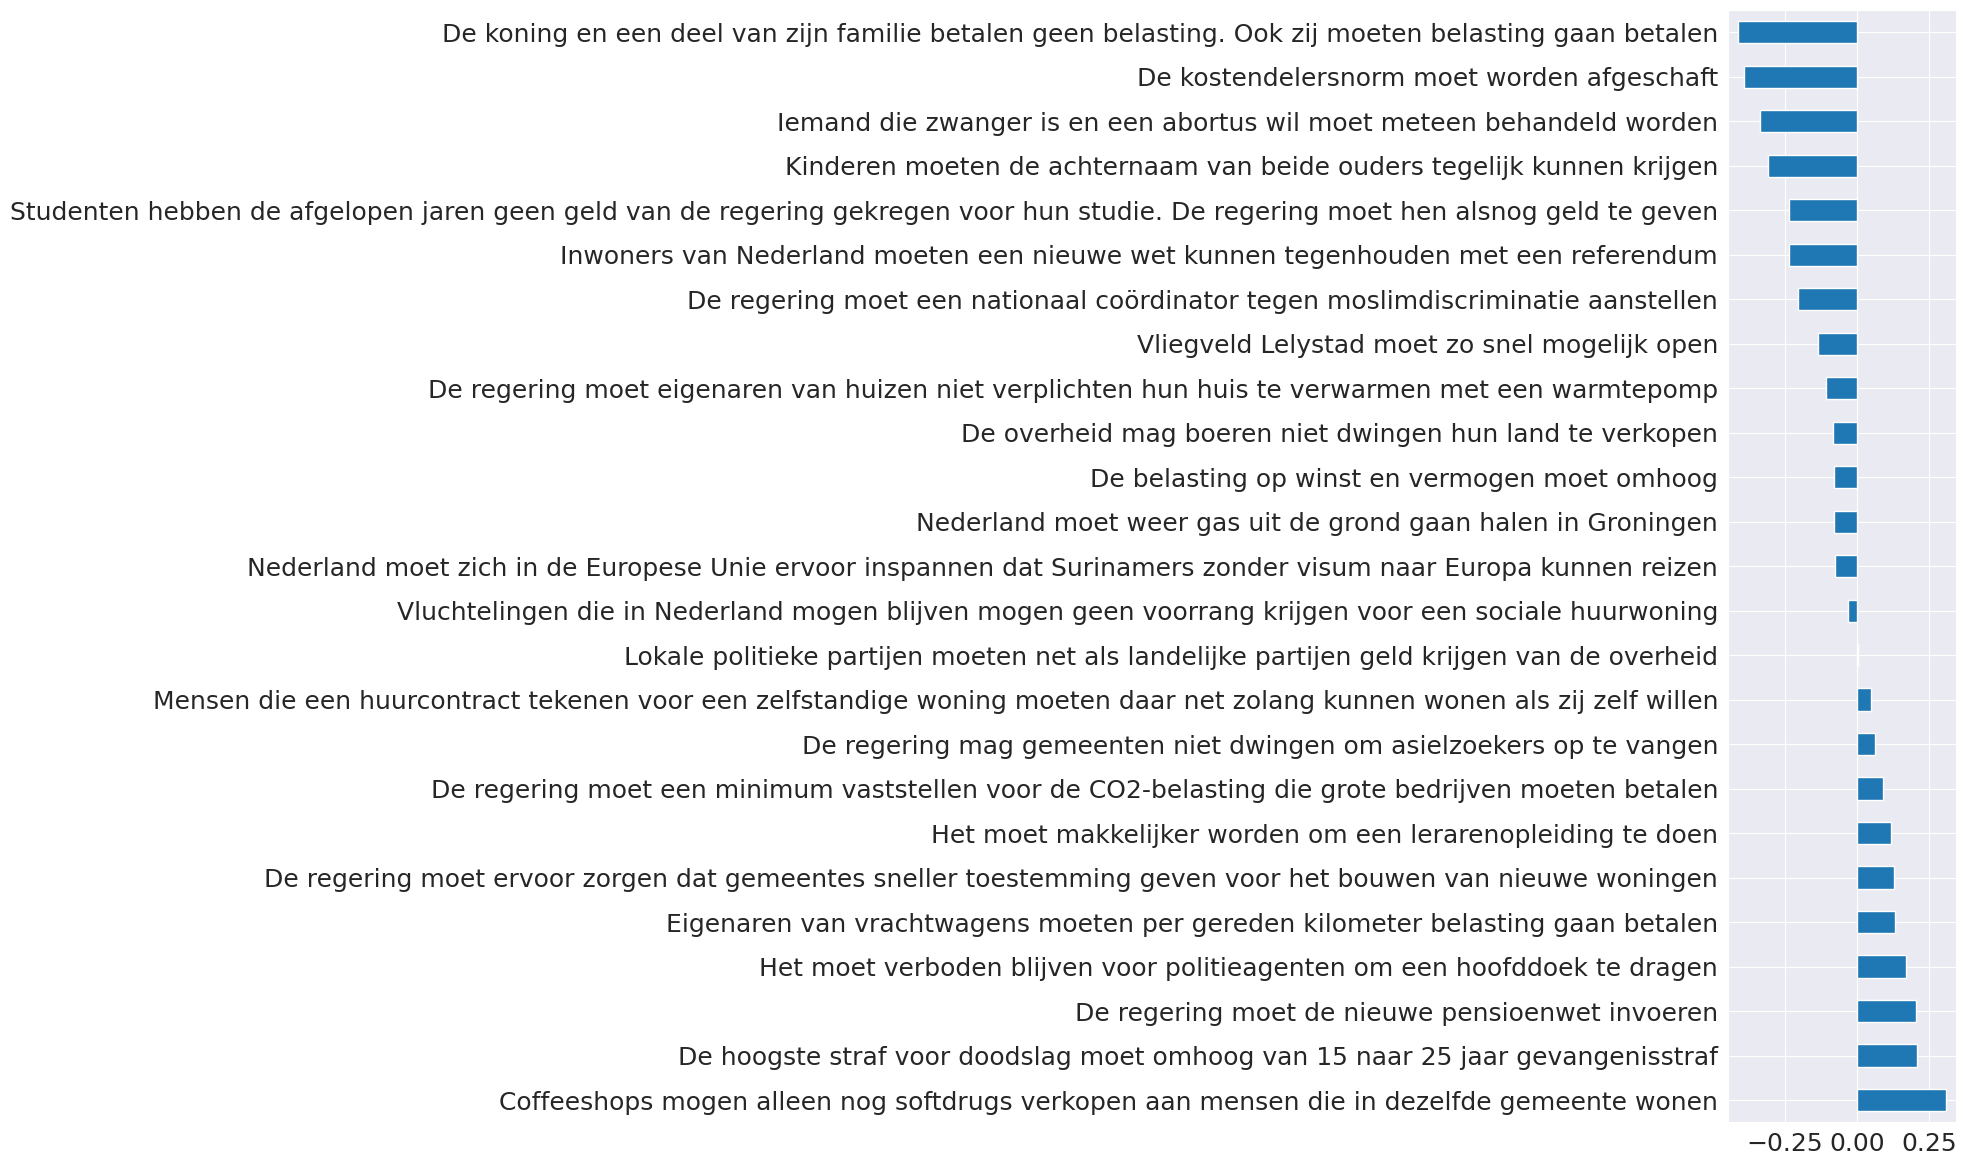 De koning en een deel van zijn familie betalen geen belasting. Ook zij moeten belasting gaan betalen
De kostendelersnorm moet worden afgeschaft
Iemand die zwanger is en een abortus wil moet meteen behandeld worden
Kinderen moeten de achternaam van beide ouders tegelijk kunnen krijgen
Studenten hebben de afgelopen jaren geen geld van de regering gekregen voor hun studie. De regering moet hen alsnog geld te geven
Inwoners van Nederland moeten een nieuwe wet kunnen tegenhouden met een referendum
De regering moet een nationaal coördinator tegen moslimdiscriminatie aanstellen
Vliegveld Lelystad moet zo snel mogelijk open
De regering moet eigenaren van huizen niet verplichten hun huis te verwarmen met een warmtepomp
De overheid mag boeren niet dwingen hun land te verkopen
De belasting op winst en vermogen moet omhoog
Nederland moet weer gas uit de grond gaan halen in Groningen
Nederland moet zich in de Europese Unie ervoor inspannen dat Surinamers zonder visum naar Europa kunnen reizen
Vluchtelingen die in Nederland mogen blijven mogen geen voorrang krijgen voor een sociale huurwoning
Lokale politieke partijen moeten net als landelijke partijen geld krijgen van de overheid
Mensen die een huurcontract tekenen voor een zelfstandige woning moeten daar net zolang kunnen wonen als zij zelf willen
De regering mag gemeenten niet dwingen om asielzoekers op te vangen
De regering moet een minimum vaststellen voor de CO2-belasting die grote bedrijven moeten betalen
Het moet makkelijker worden om een lerarenopleiding te doen
De regering moet ervoor zorgen dat gemeentes sneller toestemming geven voor het bouwen van nieuwe woningen
Eigenaren van vrachtwagens moeten per gereden kilometer belasting gaan betalen
Het moet verboden blijven voor politieagenten om een hoofddoek te dragen
De regering moet de nieuwe pensioenwet invoeren
De hoogste straf voor doodslag moet omhoog van 15 naar 25 jaar gevangenisstraf
Coffeeshops mogen alleen nog softdrugs verkopen aan mensen die in dezelfde gemeente wonen
−0.25 0.00 0.25